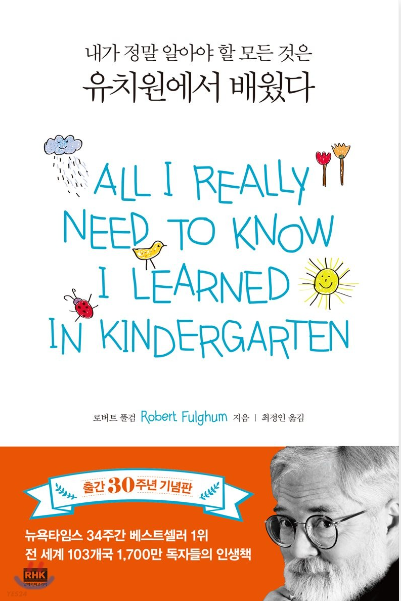 내가 정말 알아야 할 모든 것은
유치원에서 배웠다
ALL I REALLY
NEED TO KNOW
I LEARNED
IN KINDERGARTEN
로버트 풀검 Robert Fulghum 지음 | 최정인 옮김
출간 30주년 기념판
뉴욕타임스 34주간 베스트셀러 1위
전 세계 103개국 1,700만 독자들의 인생책
RHK